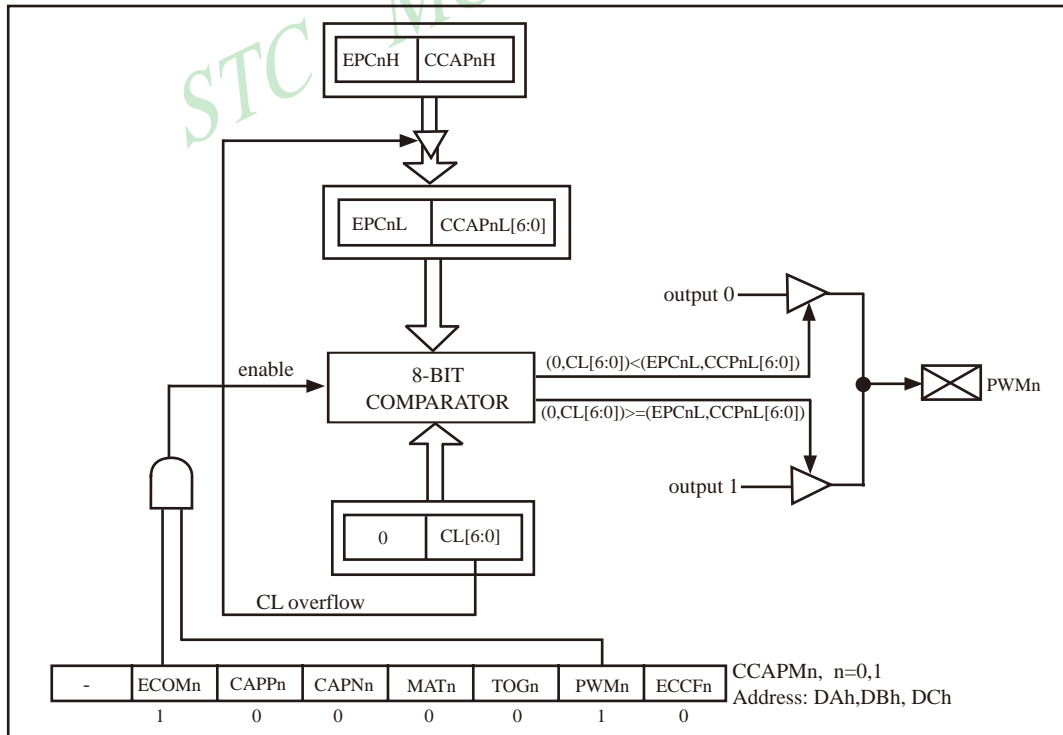 STC MC
EPCnH CCAPnH
EPCnL CCAPnL[6:0]
output 0
(0,CL[6:0])<(EPCnL,CCPnL[6:0])
enable
8-BIT
COMPARATOR
PWMn
(0,CL[6:0])>=(EPCnL,CCPnL[6:0])
output 1
0 CL[6:0]
CL overflow
- ECOMn CAPPn CAPNn MATn TOGn PWMn ECCFn
CCAPMn, n=0,1
Address: DAh,DBh, DCh
1 0 0 0 0 1 0